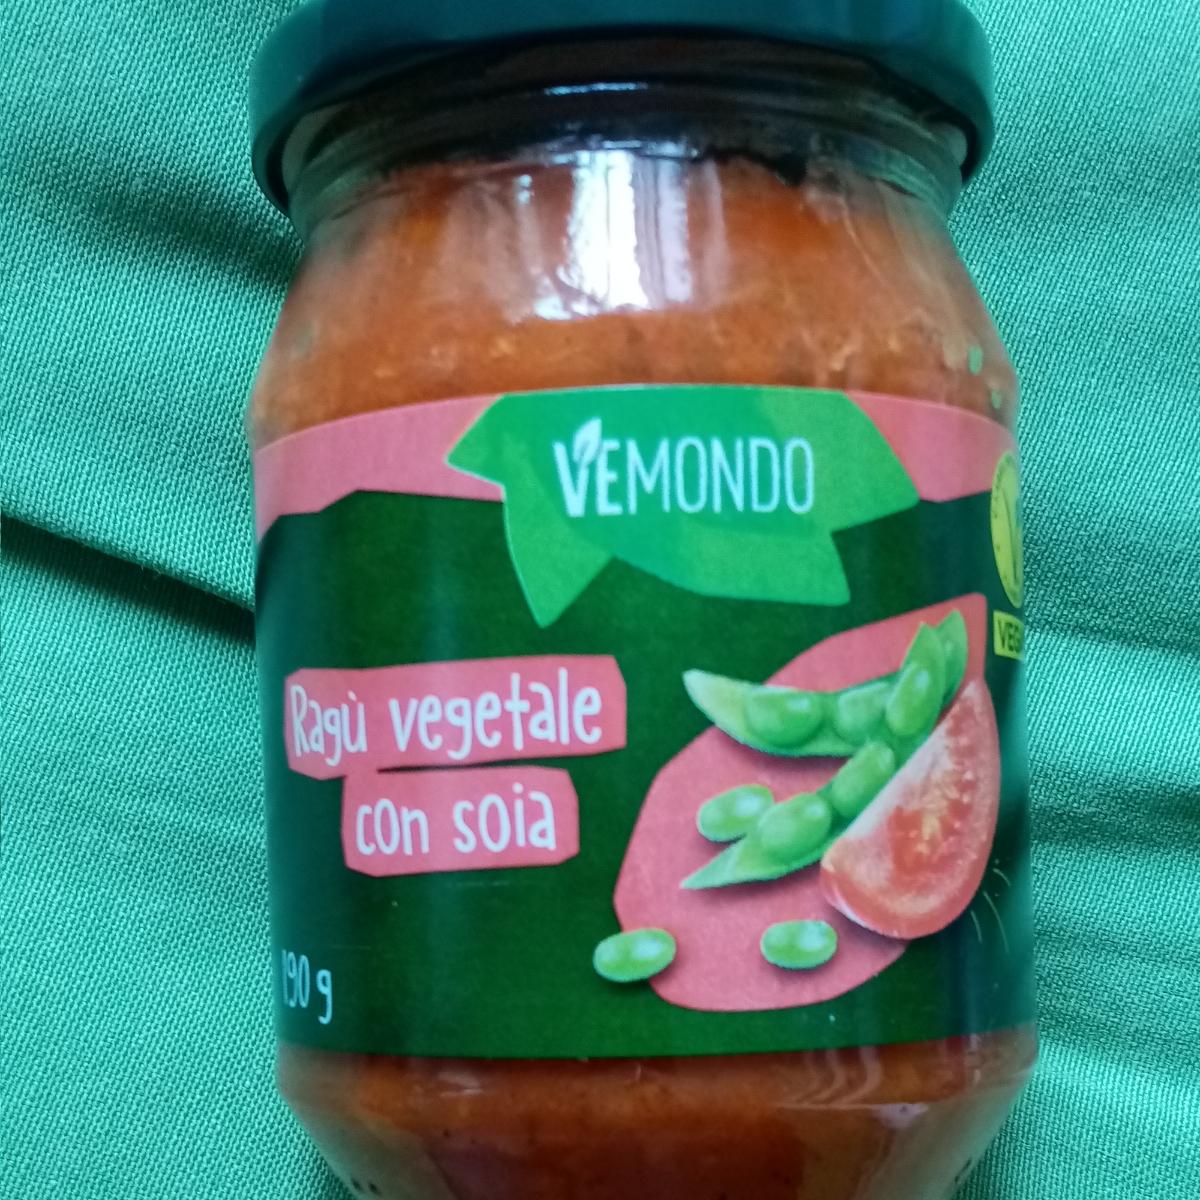 VEMONDO
Ragù vegetale
con soia
190 g